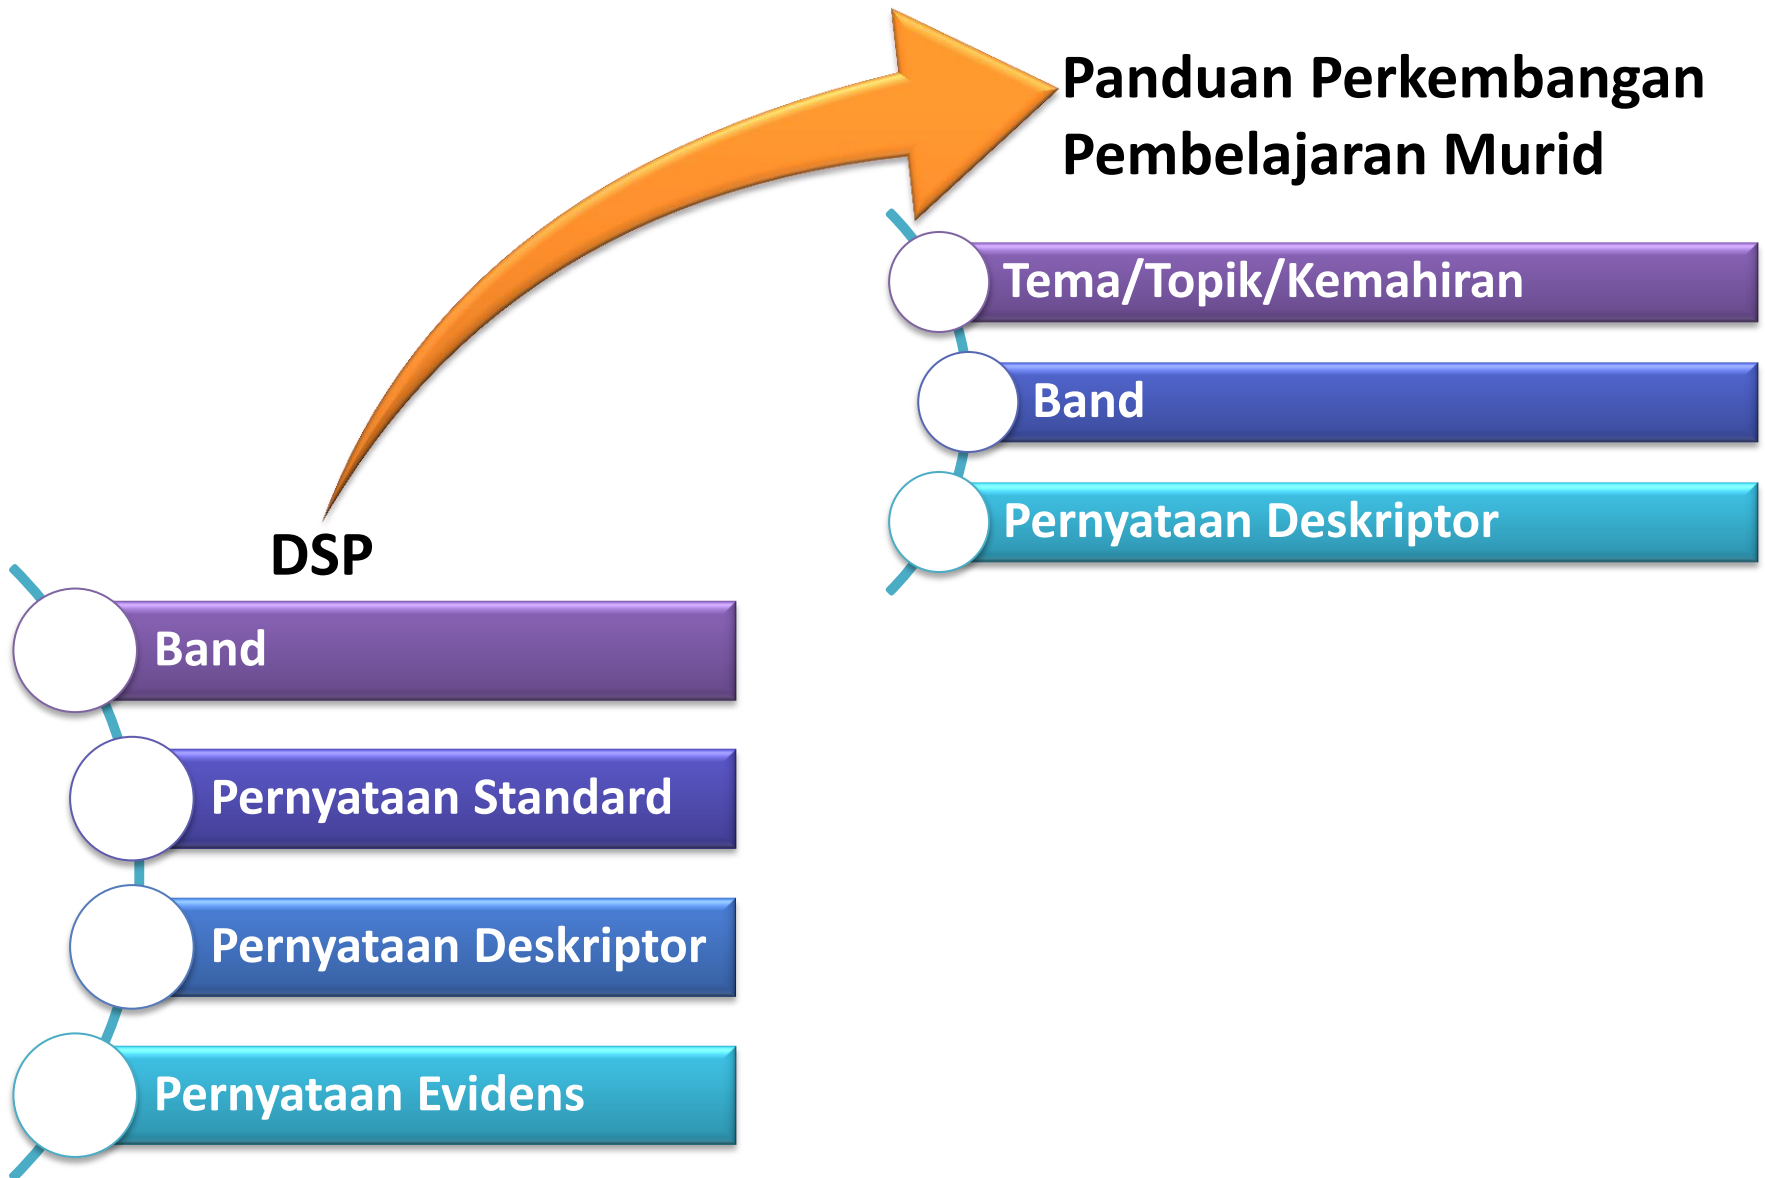 Panduan Perkembangan
Pembelajaran Murid
Tema/Topik/Kemahiran
Band
Pernyataan Deskriptor
DSP
Band
Pernyataan Standard
Pernyataan Deskriptor
Pernyataan Evidens